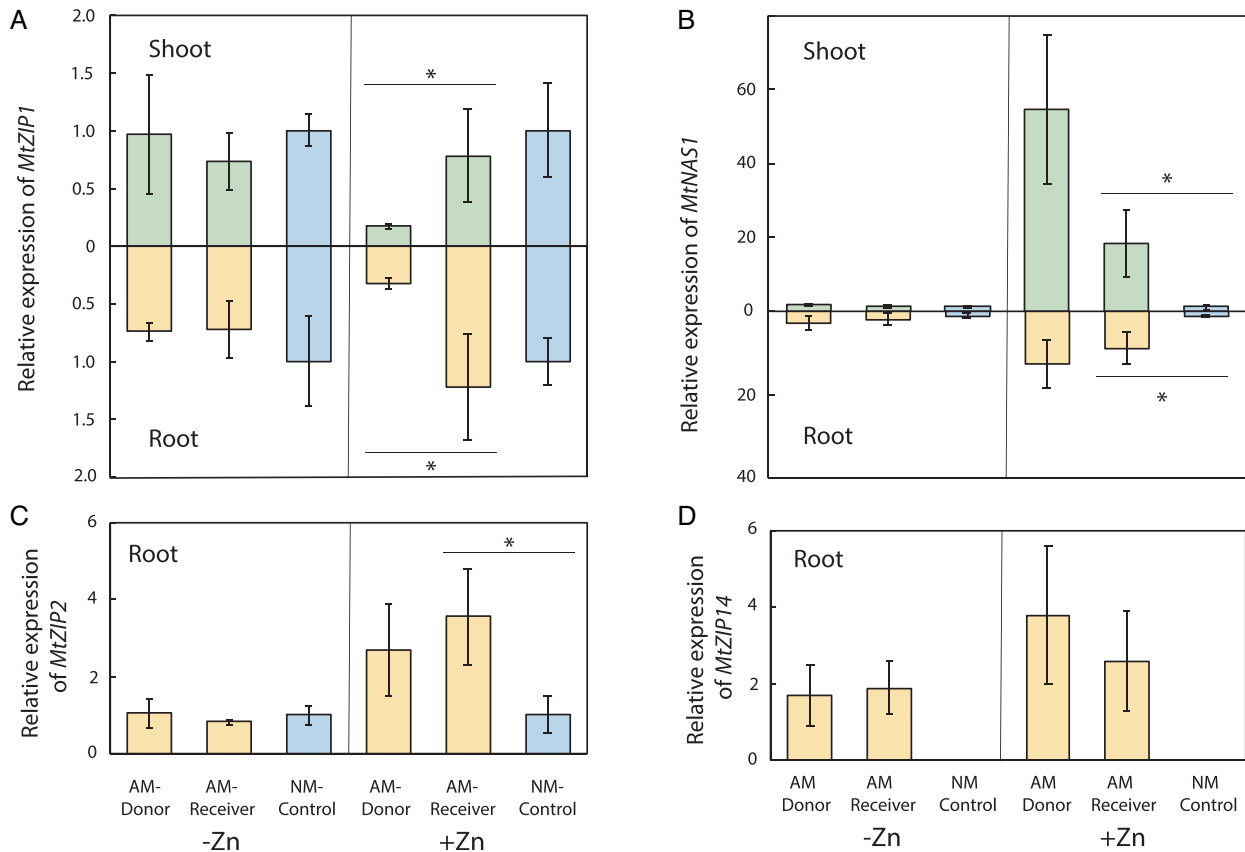 A
Relative expression of MtZIP1
2.0
1.5
1.0
0.5
0
0.5
1.0
1.5
2.0
Shoot
Root
*
*
B
Relative expression of MtNAS1
60
40
20
0
20
40
Shoot
Root
*
*
C
Relative expression
of MtZIP2
6
4
2
0
Root
*
AM-
Donor
AM-
Receiver
NM-
Control
AM-
Donor
AM-
Receiver
NM-
Control
-Zn
+Zn
D
Relative expression
of MtZIP14
6
4
2
0
Root
AM
Donor
AM
Receiver
NM
Control
AM
Donor
AM
Receiver
NM
Control
-Zn
+Zn